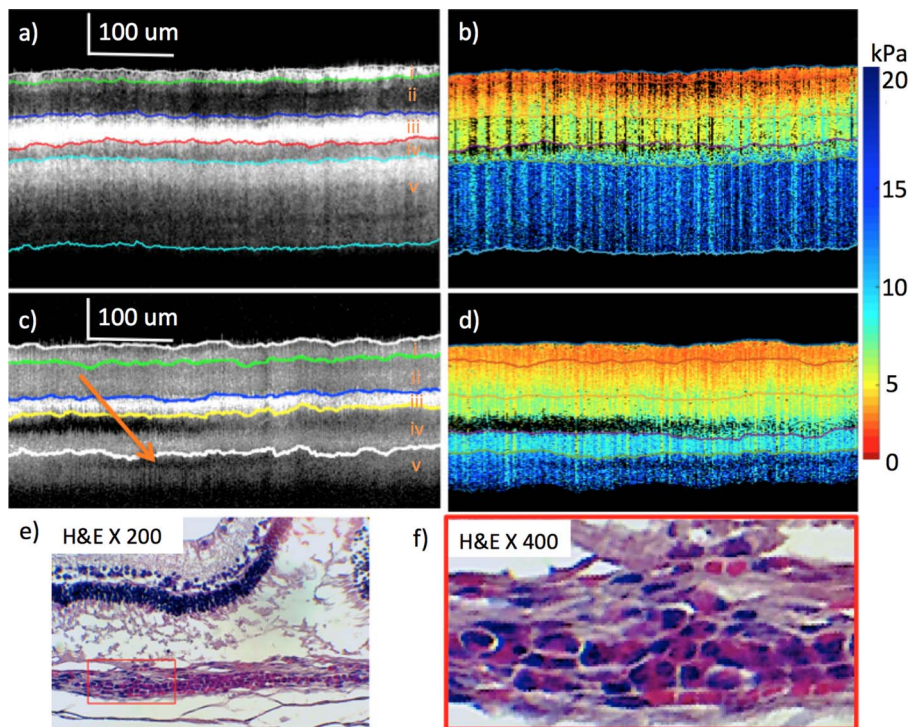 a)
100 um
i
ii
iii
iv
v
b)
kPa
20
15
10
5
0
c)
100 um
i
ii
iii
iv
v
d)
e)
H&E X 200
f)
H&E X 400